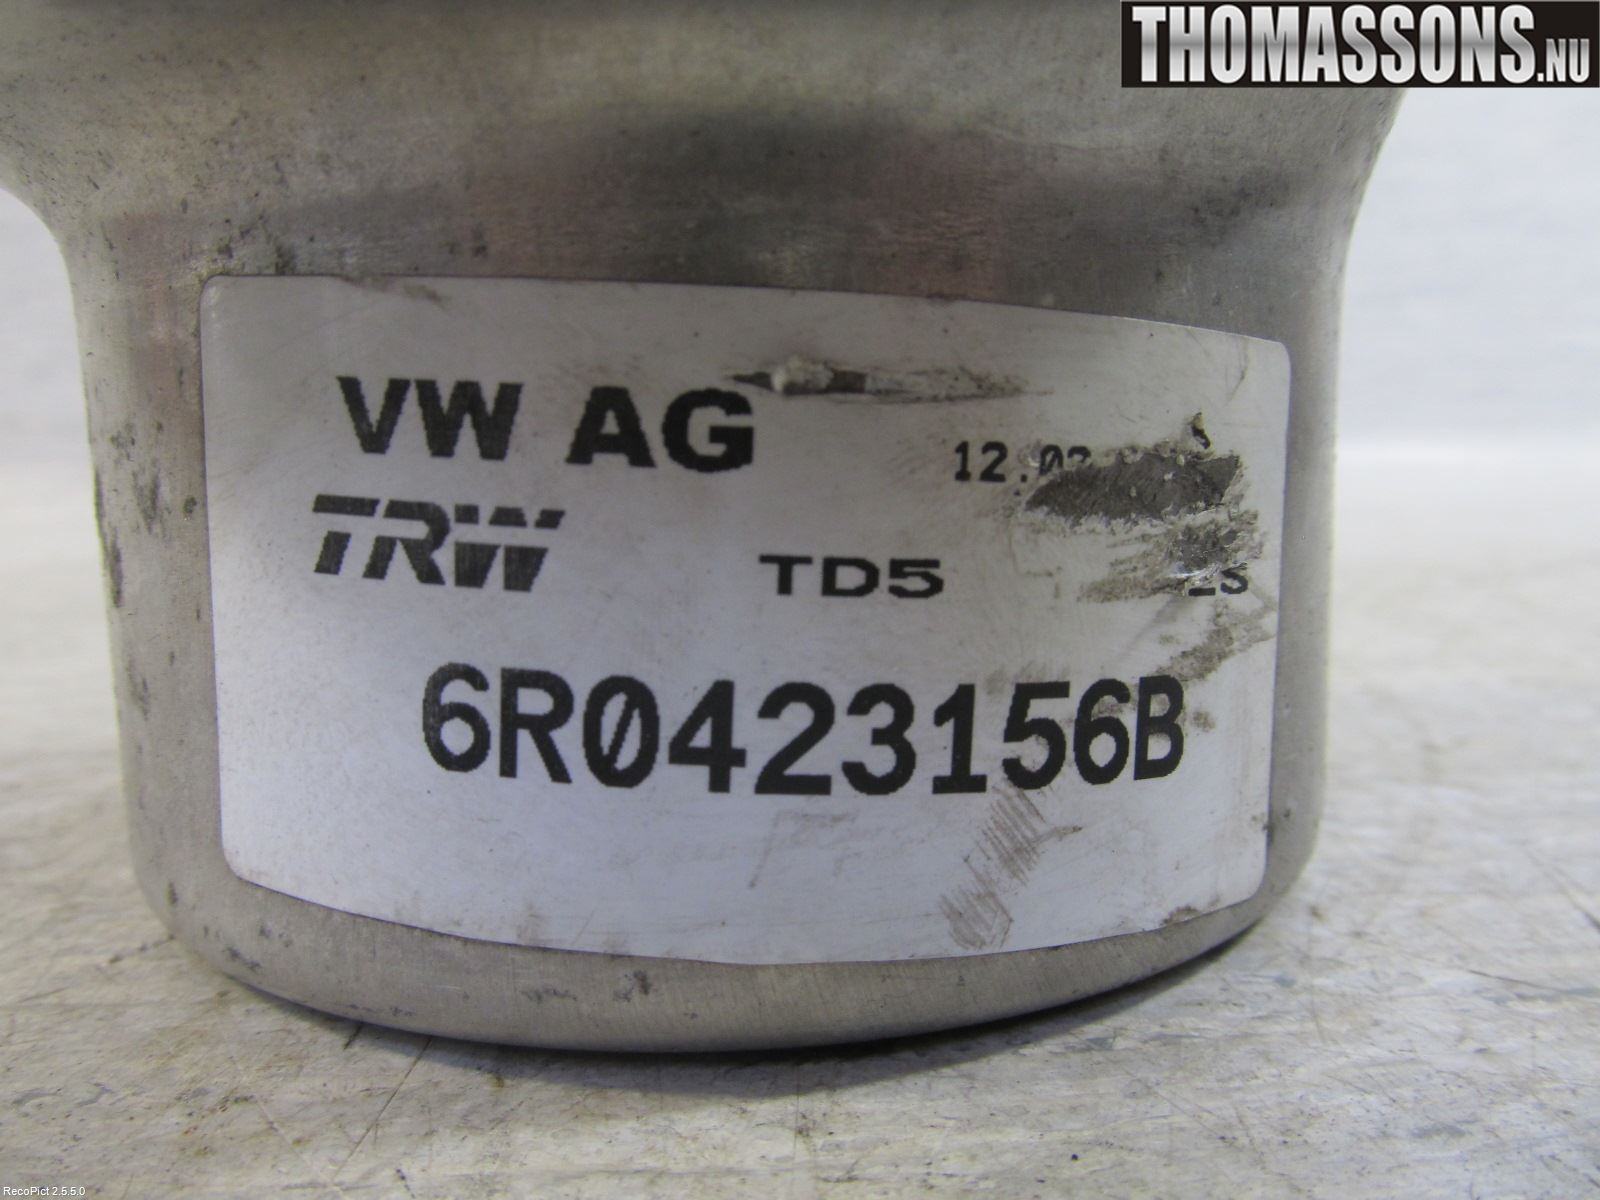 THOMASSONS.NU
VW AG
TRW
TD5
6R0423156B
RecoPict 2.5.5.0